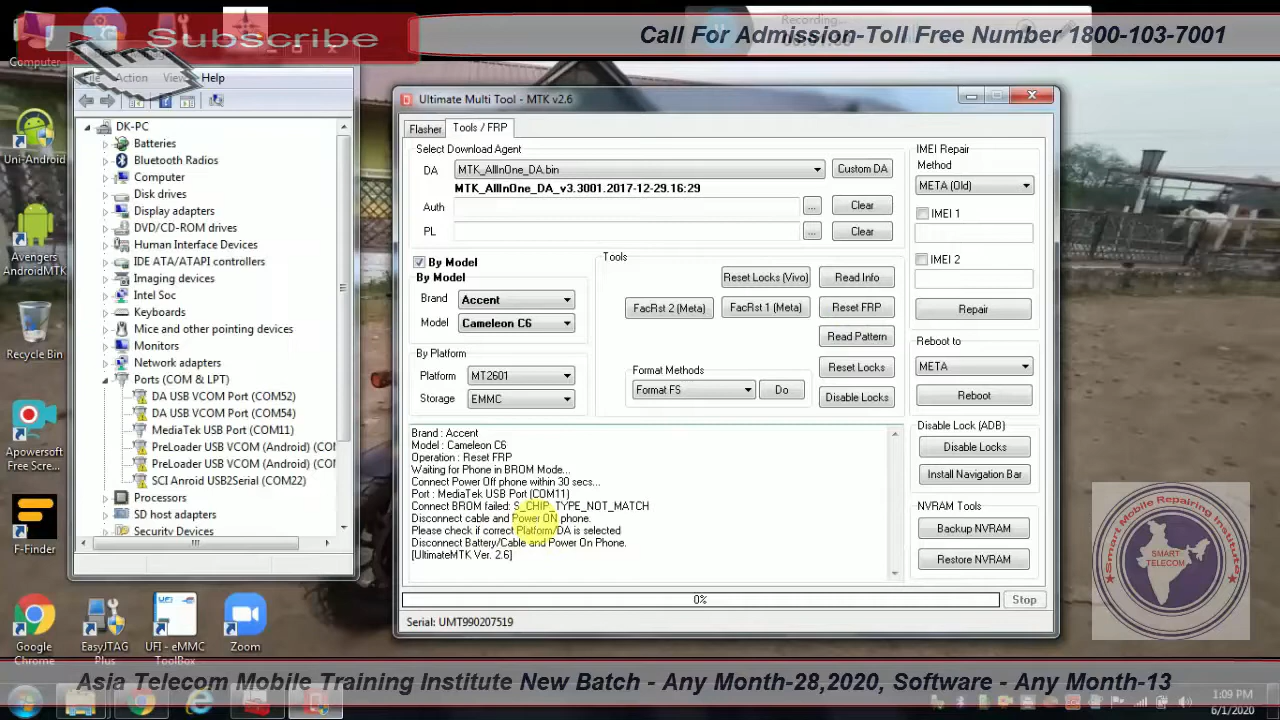 Subscribe
Call For Admission-Toll Free Number 1800-103-7001
Recording...
Computer
File Action View Help
DK-PC
Batteries
Bluetooth Radios
Computer
Disk drives
Display adapters
DVD/CD-ROM drives
Human Interface Devices
IDE ATA/ATAPI controllers
Imaging devices
Intel Soc
Keyboards
Mice and other pointing devices
Monitors
Network adapters
Ports (COM & LPT)
DA USB VCOM Port (COM52)
DA USB VCOM Port (COM54)
MediaTek USB Port (COM11)
PreLoader USB VCOM (Android) (COM
PreLoader USB VCOM (Android) (COM
SCI Anroid USB2Serial (COM22)
Processors
SD host adapters
Security Devices
Uni-Android
Avengers
AndroidMTK
Recycle Bin
Apowersoft
Free Scre...
F-Finder
Google
Chrome
EasyJTAG
Plus
UFI - eMMC
ToolBox
Zoom
Ultimate Multi Tool - MTK v2.6
Flasher
Tools / FRP
Select Download Agent
DA
MTK_AllInOne_DA.bin
Custom DA
MTK_AllInOne_DA_v3.3001.2017-12-29.16:29
Auth
...
Clear
PL
...
Clear
By Model
By Model
Brand
Accent
Model
Cameleon C6
By Platform
Platform
MT2601
Storage
EMMC
Tools
Reset Locks (Vivo)
Read Info
FacRst 2 (Meta)
FacRst 1 (Meta)
Reset FRP
Read Pattern
Format Methods
Format FS
Do
Reset Locks
Disable Locks
IMEI Repair
Method
META (Old)
IMEI 1
IMEI 2
Repair
Reboot to
META
Reboot
Disable Lock (ADB)
Disable Locks
Install Navigation Bar
NVRAM Tools
Backup NVRAM
Restore NVRAM
Brand : Accent
Model : Cameleon C6
Operation : Reset FRP
Waiting for Phone in BROM Mode...
Connect Power Off phone within 30 secs...
Port : MediaTek USB Port (COM11)
Connect BROM failed: S_CHIP_TYPE_NOT_MATCH
Disconnect cable and Power ON phone.
Please check if correct Platform/DA is selected
Disconnect Battery/Cable and Power On Phone.
[UltimateMTK Ver. 2.6]
0%
Stop
Serial: UMT990207519
Smart Mobile Repairing
SMART
TELECOM
Asia Telecom Mobile Training Institute New Batch - Any Month-28,2020, Software - Any Month-13
1:09 PM
6/1/2020